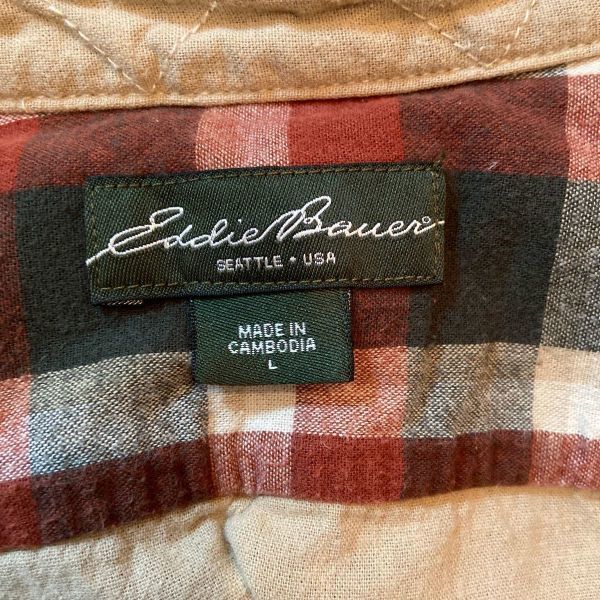 Eddie Bauer®
SEATTLE • USA
MADE IN
CAMBODIA
L